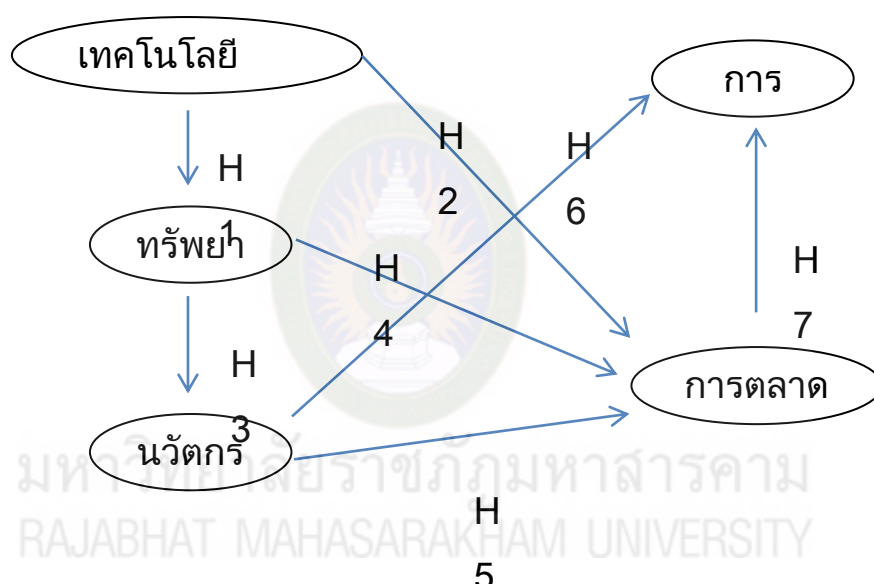 เทคโนโลยี
การ
H
2
H
6
H
1
ทรัพยา
H
4
H
7
H
3
การตลาด
นวัตกรร
มหาวิทยาลัยราชภัฏมหาสารคาม
RAJABHAT MAHASARAKHAM UNIVERSITY
H
5